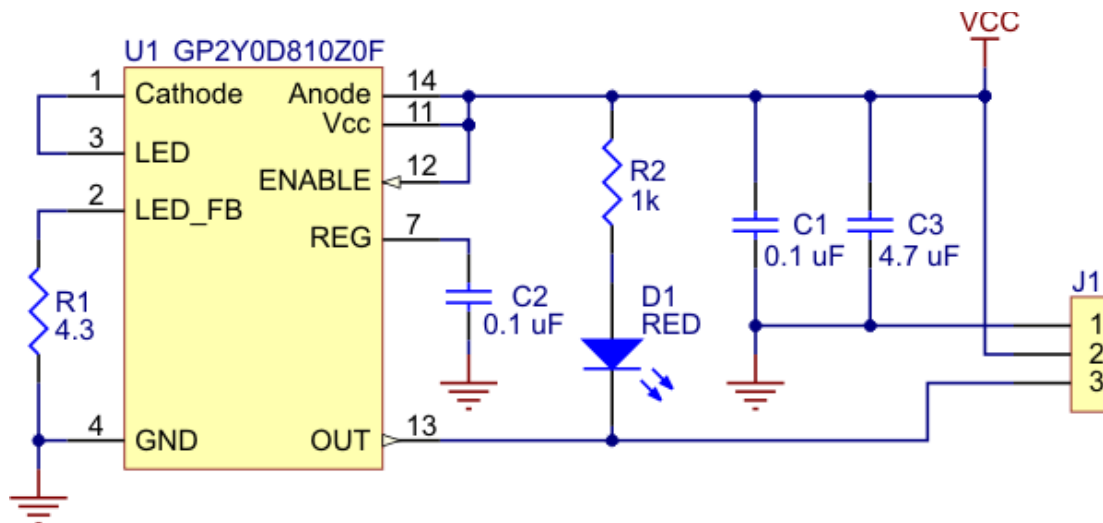 VCC
U1 GP2Y0D810Z0F
1 Cathode Anode 14
Vcc 11
3 LED
ENABLE 12
2 LED_FB
REG 7
R2
1k
C1
0.1 uF
C3
4.7 uF
J1
1
2
3
R1
4.3
C2
0.1 uF
D1
RED
4 GND OUT 13